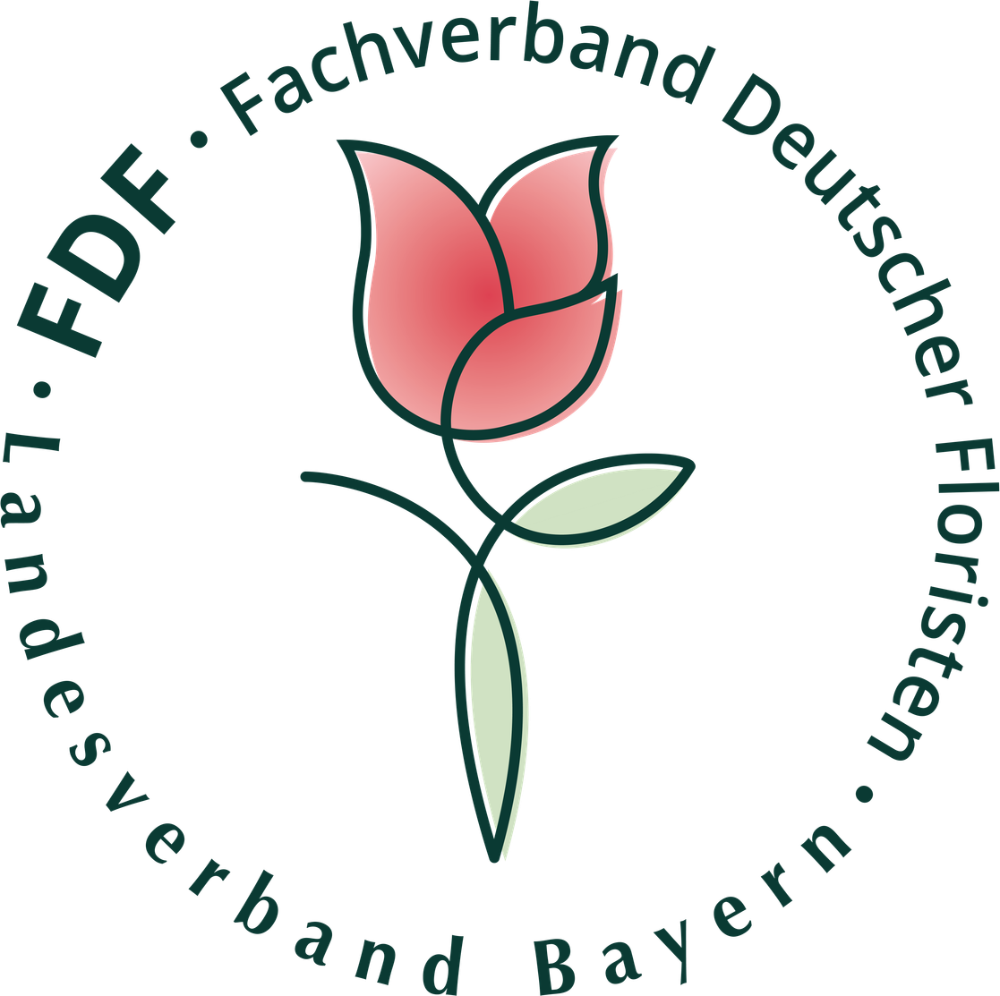 FDF · Fachverband Deutscher Floristen ·
Landesverband Bayern ·